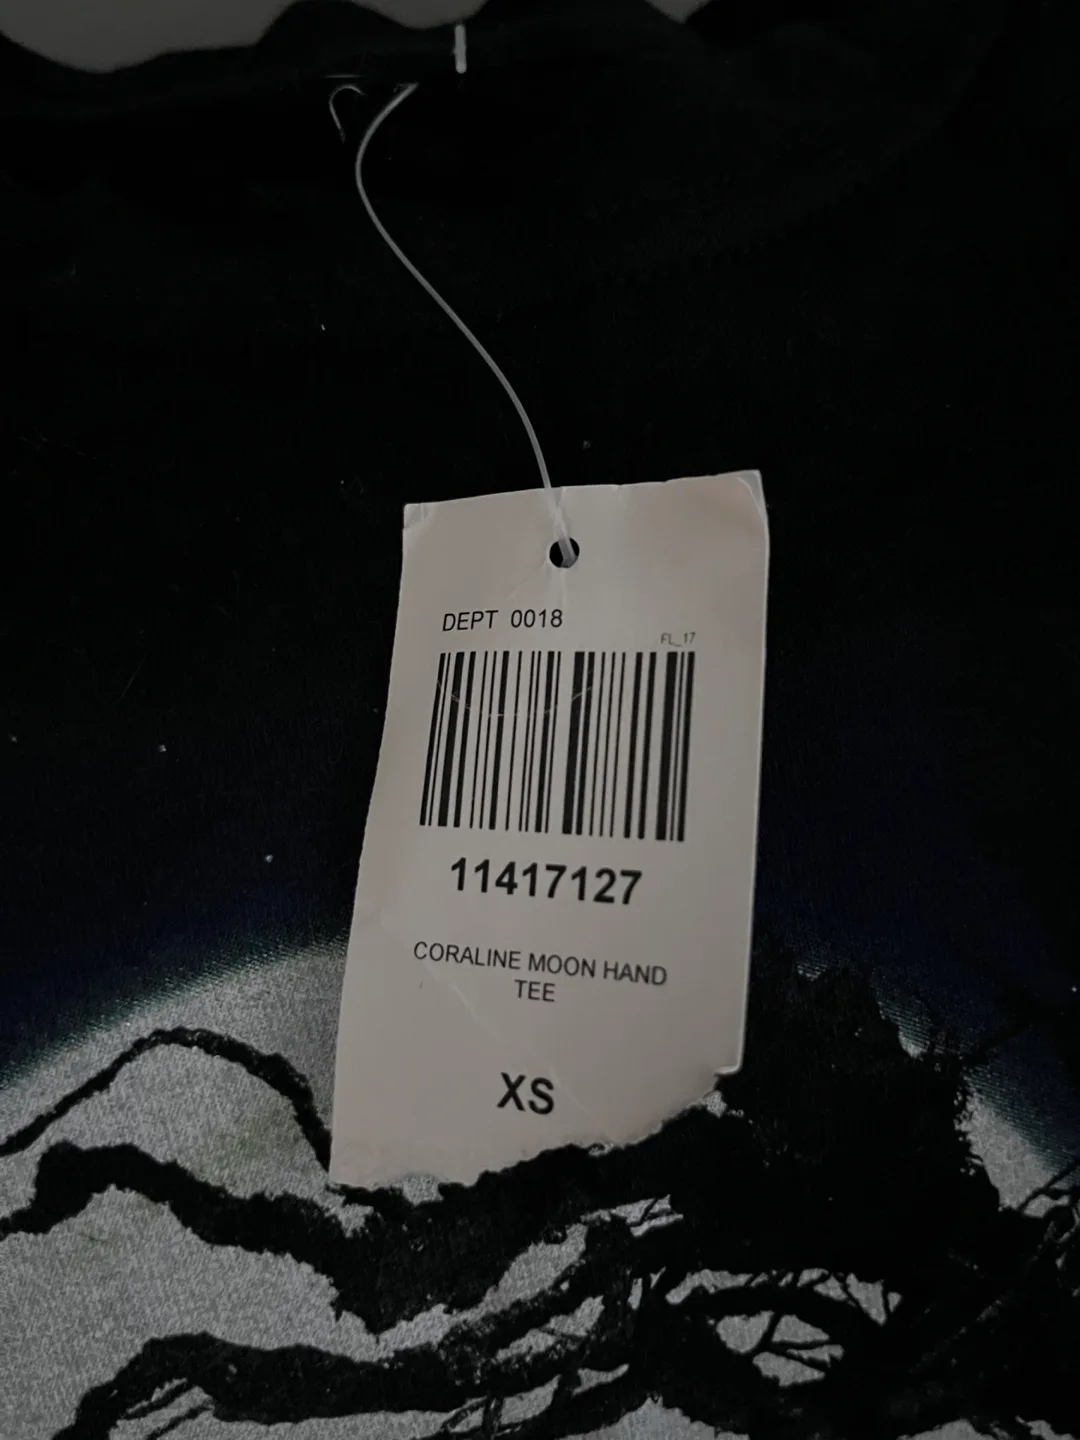 DEPT 0018
FL_17
11417127
CORALINE MOON HAND
TEE
XS